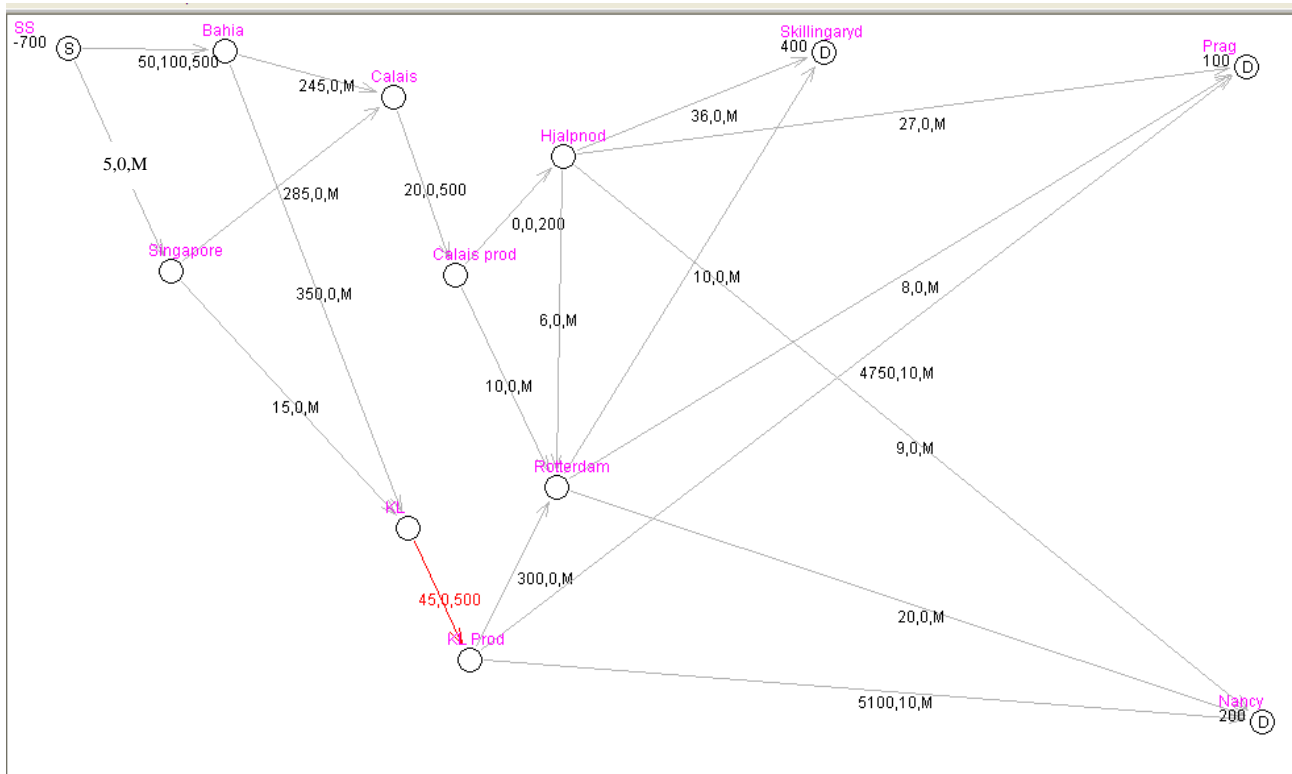 SS
-700
S
Bahia
50,100,500
Skillingaryd
400
D
Prag
100
D
Calais
245,0,M
36,0,M
27,0,M
Hjalpnod
5,0,M
285,0,M
20,0,500
0,0,200
Singapore
Calais prod
10,0,M
8,0,M
350,0,M
6,0,M
4750,10,M
10,0,M
15,0,M
9,0,M
Rotterdam
KL
300,0,M
45,0,500
20,0,M
KL Prod
5100,10,M
Nancy
200
D